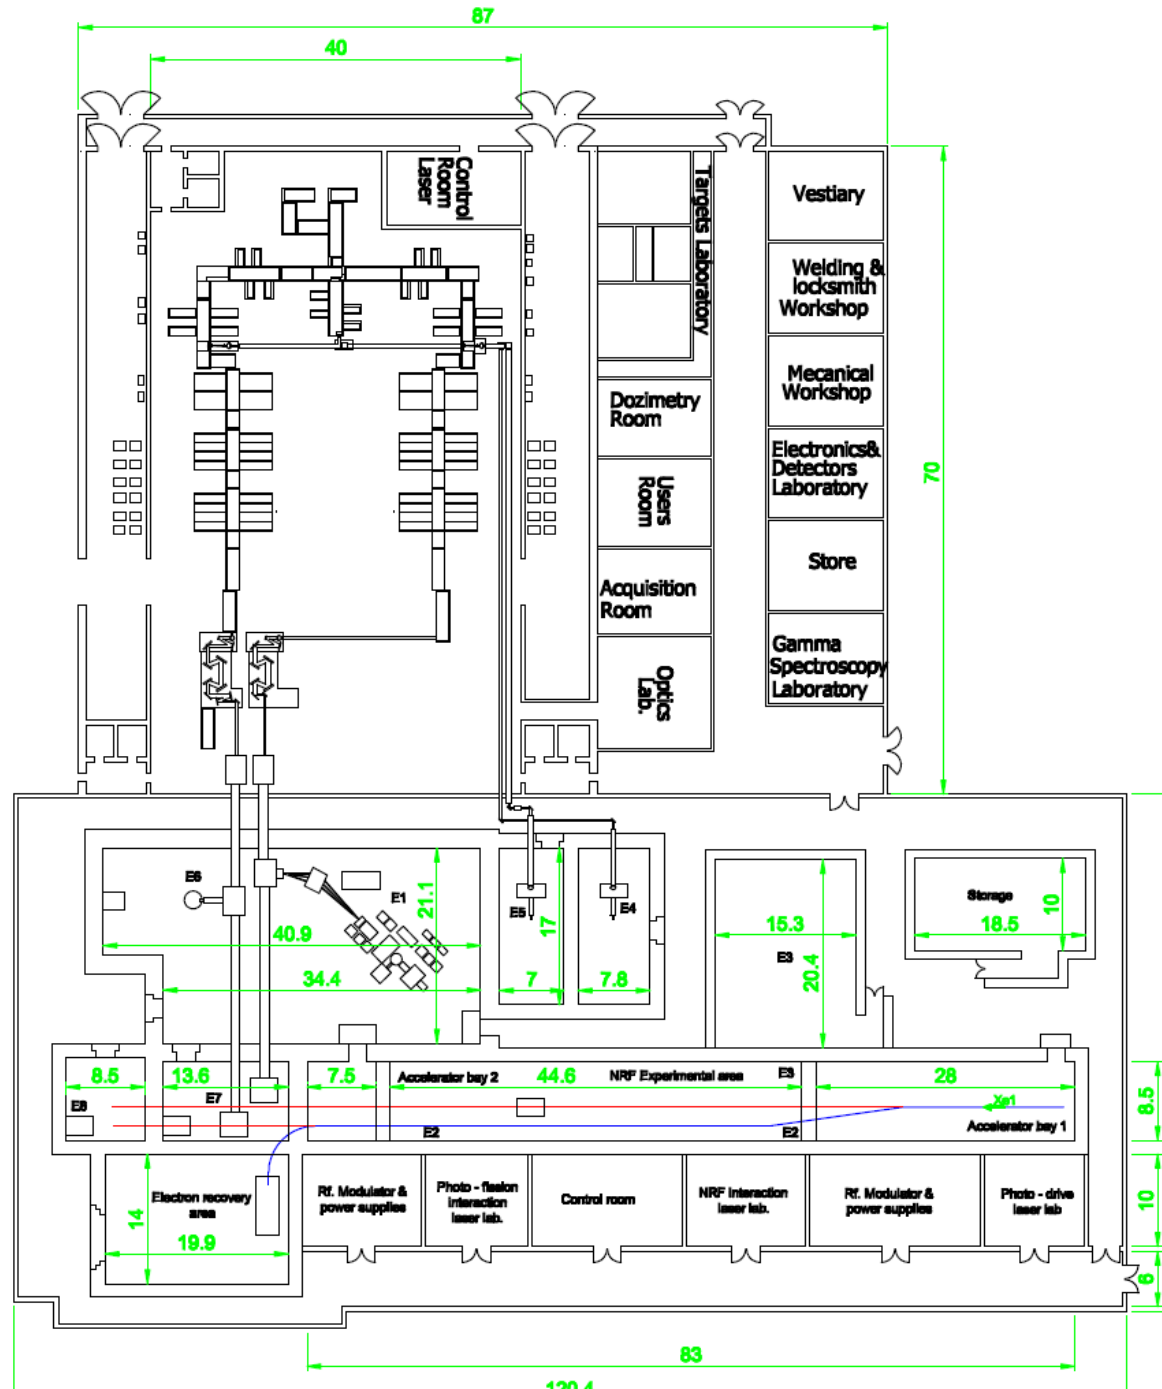 87
40
Control
Room
Laser
Targets Laboratory
Vestiary
Welding &
locksmith
Workshop
Mecanical
Workshop
Dozimetry
Room
Electronics&
Detectors
Laboratory
70
Users
Room
Store
Acquisition
Room
Gamma
Spectroscopy
Laboratory
Optics
Lab.
E6
E1
21.1
E5
17
E4
40.9
34.4
7
7.8
15.3
E3
20.4
Storage
10
18.5
8.5
13.6
7.5
Accelerator bay 2
44.6
NRF Experimental area
E3
28
8.5
E8
E7
E2
E2
Accelerator bay 1
Electron recovery
area
14
19.9
Rf. Modulator &
power supplies
Photo - fission
interaction
laser lab.
Control room
NRF interaction
laser lab.
Rf. Modulator &
power supplies
Photo - drive
laser lab
10
6
83